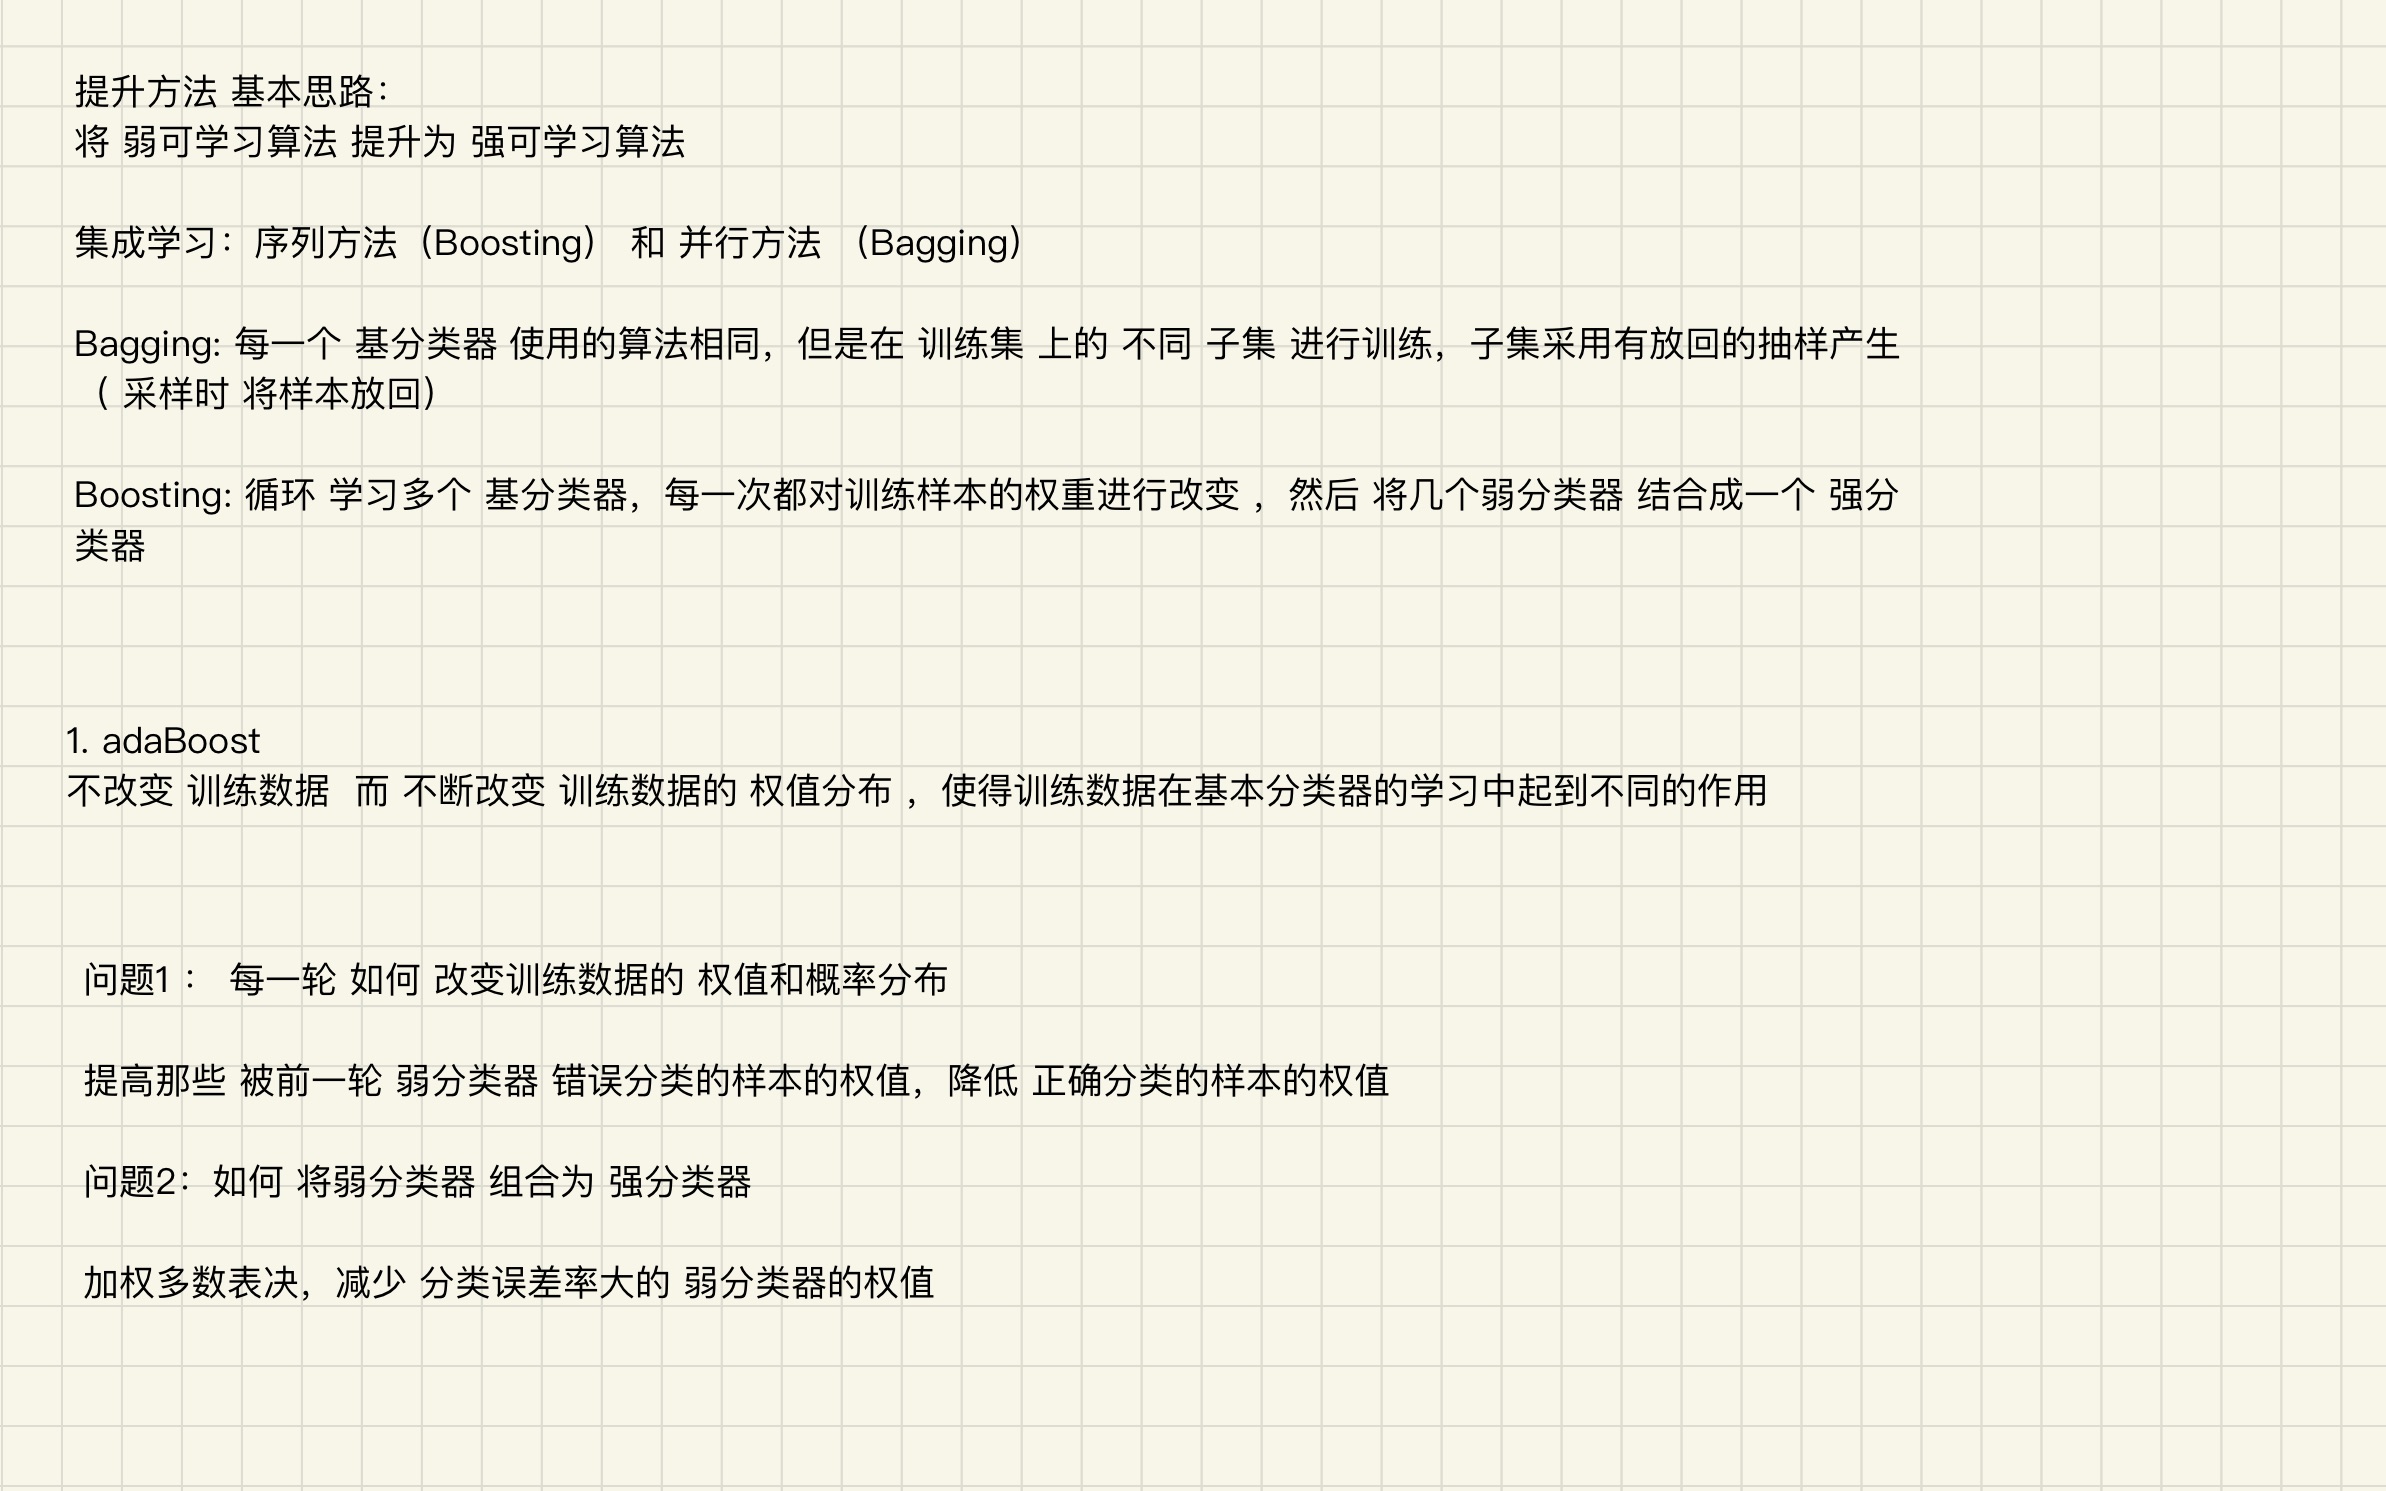 提升方法 基本思路：
将 弱可学习算法 提升为 强可学习算法
集成学习：序列方法（Boosting） 和 并行方法 （Bagging）
Bagging: 每一个 基分类器 使用的算法相同，但是在 训练集 上的 不同 子集 进行训练，子集采用有放回的抽样产生
（ 采样时 将样本放回）
Boosting: 循环 学习多个 基分类器，每一次都对训练样本的权重进行改变 ，然后 将几个弱分类器 结合成一个 强分
类器
1. adaBoost
不改变 训练数据  而 不断改变 训练数据的 权值分布 ，使得训练数据在基本分类器的学习中起到不同的作用
问题1 ： 每一轮 如何 改变训练数据的 权值和概率分布
提高那些 被前一轮 弱分类器 错误分类的样本的权值，降低 正确分类的样本的权值
问题2：如何 将弱分类器 组合为 强分类器
加权多数表决，减少 分类误差率大的 弱分类器的权值